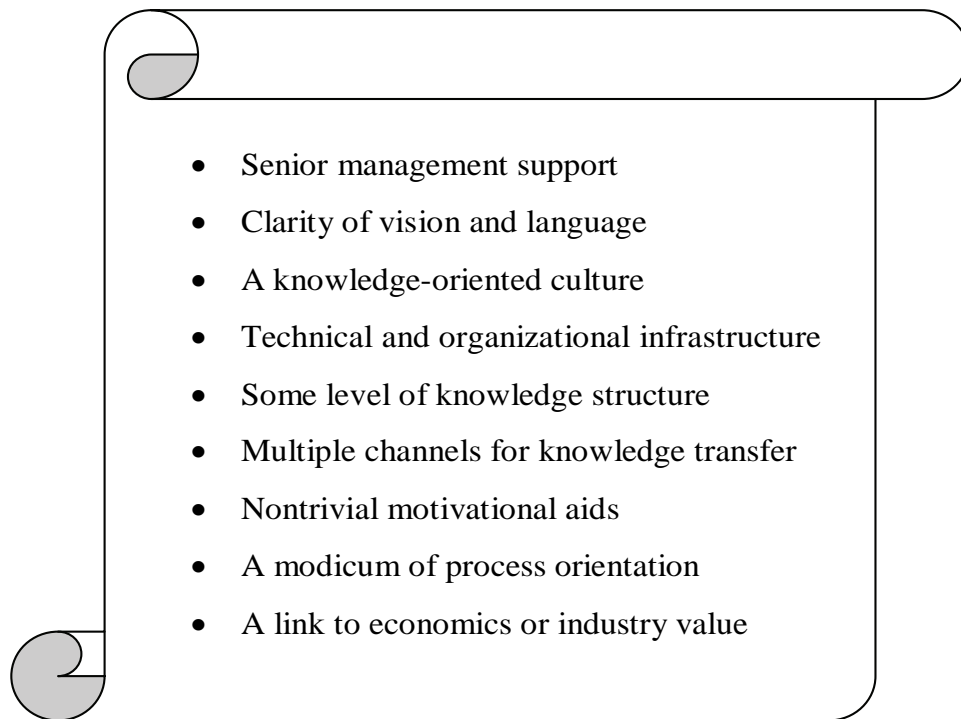 • Senior management support
• Clarity of vision and language
• A knowledge-oriented culture
• Technical and organizational infrastructure
• Some level of knowledge structure
• Multiple channels for knowledge transfer
• Nontrivial motivational aids
• A modicum of process orientation
• A link to economics or industry value